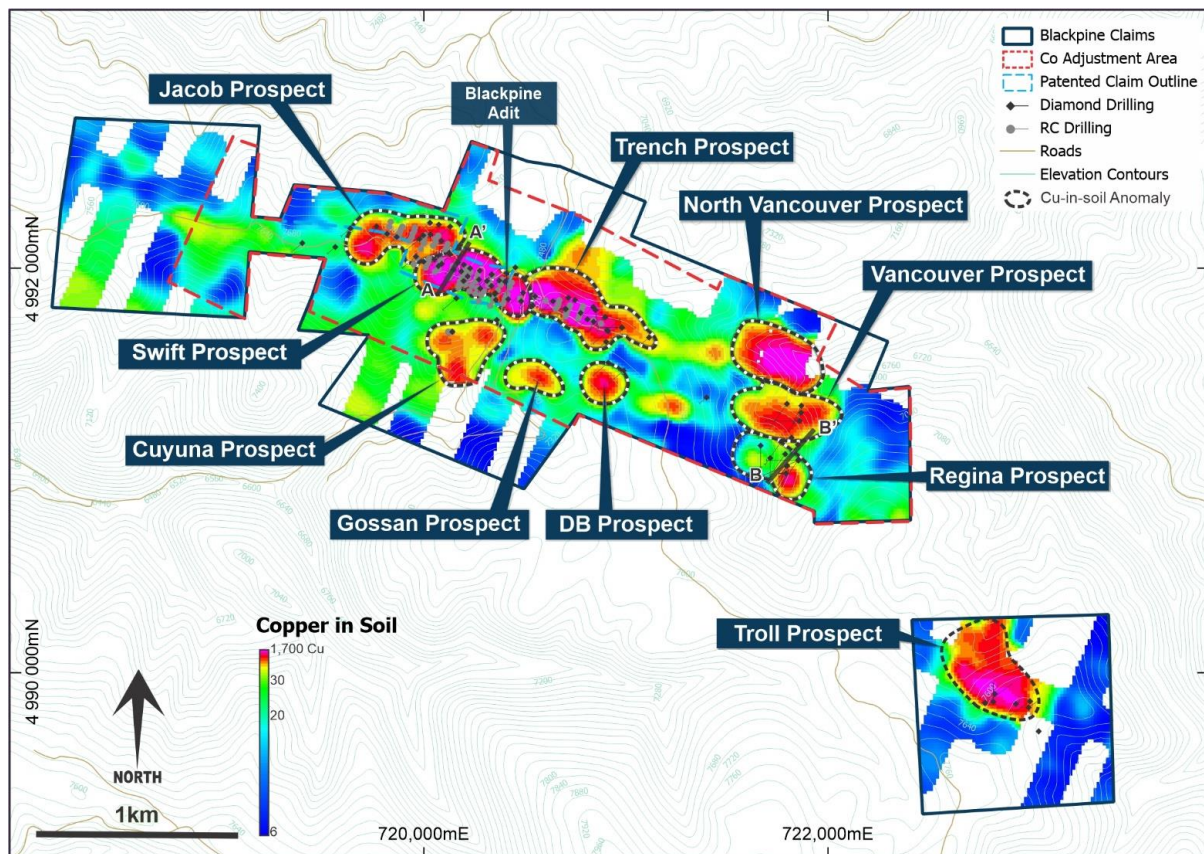 Jacob Prospect
Blackpine
Adit
Trench Prospect
North Vancouver Prospect
Vancouver Prospect
Swift Prospect
Cuyuna Prospect
Gossan Prospect
DB Prospect
Regina Prospect
Troll Prospect
A
A'
B
B'
Blackpine Claims
Co Adjustment Area
Patented Claim Outline
Diamond Drilling
RC Drilling
Roads
Elevation Contours
Cu-in-soil Anomaly
4 992 000mN
4 990 000mN
720,000mE
722,000mE
Copper in Soil
1,700 Cu
30
20
6
NORTH
1km